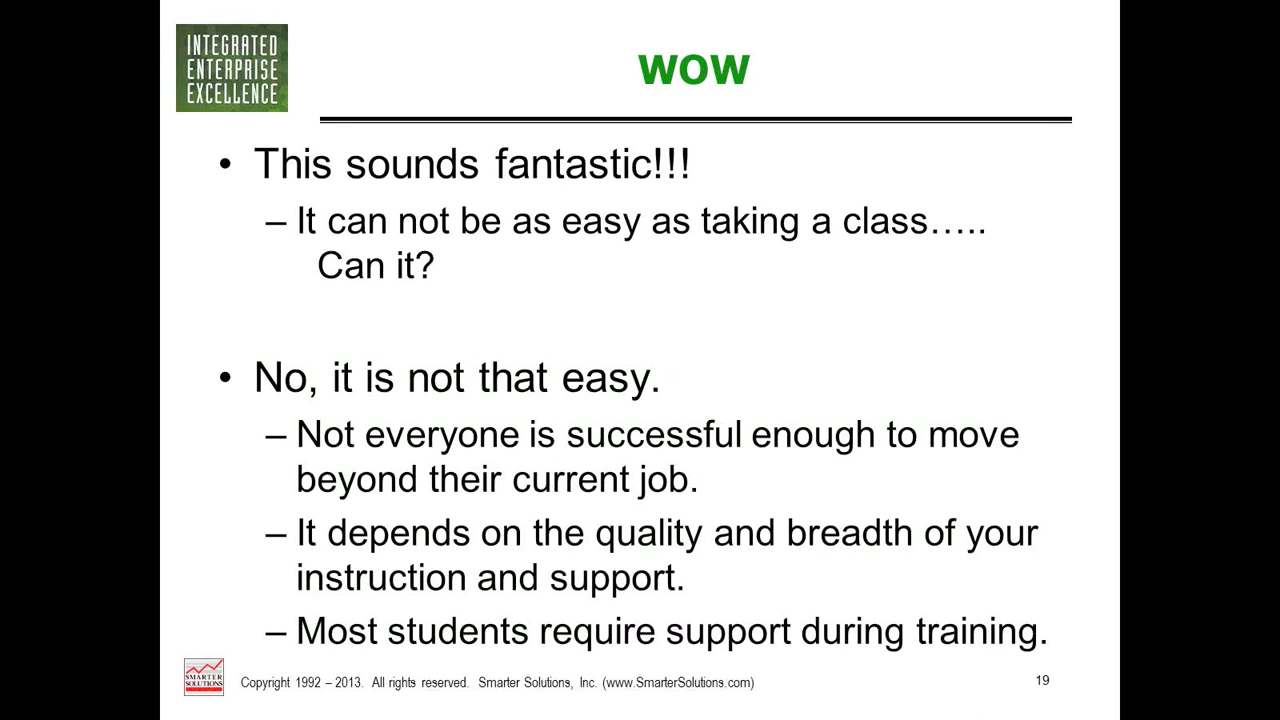 INTEGRATED
ENTERPRISE
EXCELLENCE
WOW
• This sounds fantastic!!!
– It can not be as easy as taking a class…..
Can it?
• No, it is not that easy.
– Not everyone is successful enough to move
beyond their current job.
– It depends on the quality and breadth of your
instruction and support.
– Most students require support during training.
SMARTER
SOLUTIONS
Copyright 1992 – 2013. All rights reserved. Smarter Solutions, Inc. (www.SmarterSolutions.com)
19